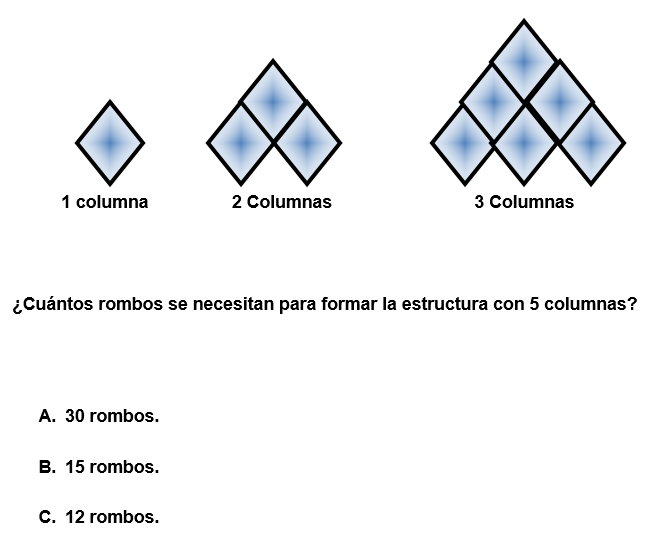 1 columna 2 Columnas 3 Columnas
¿Cuántos rombos se necesitan para formar la estructura con 5 columnas?
A. 30 rombos.
B. 15 rombos.
C. 12 rombos.